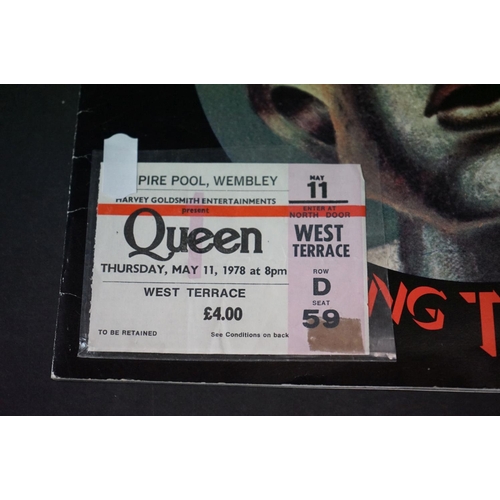 PIRE POOL, WEMBLEY
HARVEY GOLDSMITH ENTERTAINMENTS
present
Queen
THURSDAY, MAY 11, 1978 at 8pm
WEST TERRACE
£4.00
TO BE RETAINED
See Conditions on back
MAY
11
ENTER AT
NORTH DOOR
WEST
TERRACE
ROW
D
SEAT
59
NG T